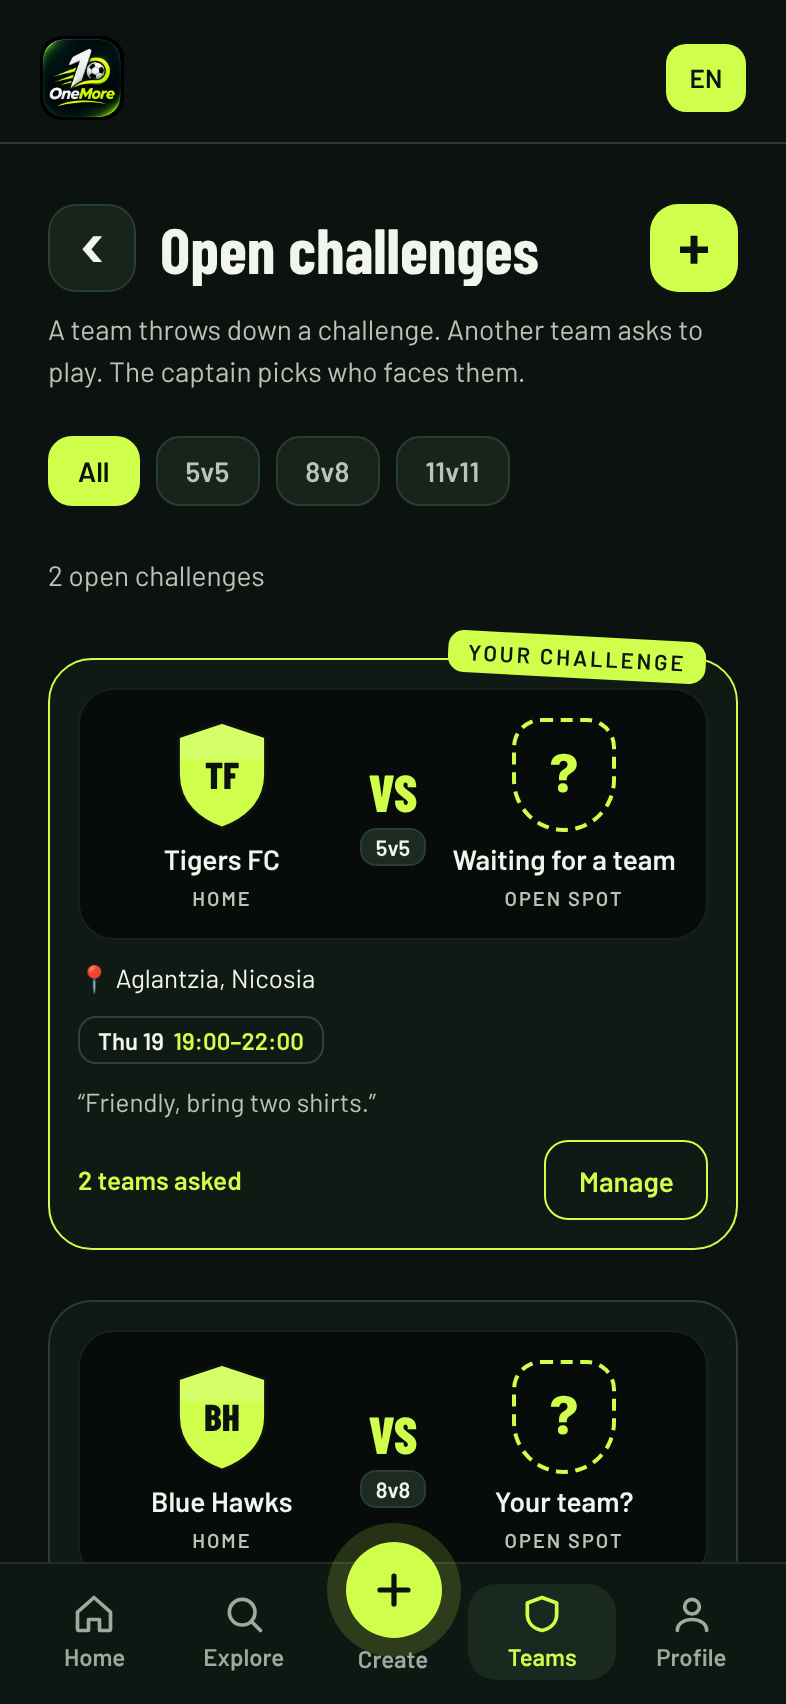 OneMore
EN
Open challenges
+
A team throws down a challenge. Another team asks to
play. The captain picks who faces them.
All 5v5 8v8 11v11
2 open challenges
YOUR CHALLENGE
TF VS ?
5v5
Tigers FC Waiting for a team
HOME OPEN SPOT
📍 Aglantzia, Nicosia
Thu 19 19:00–22:00
“Friendly, bring two shirts.”
2 teams asked Manage
BH VS ?
8v8
Blue Hawks Your team?
HOME OPEN SPOT
+
Home Explore Create Teams Profile